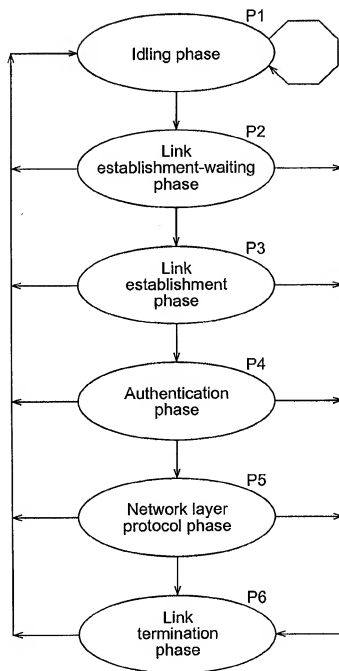 P1
Idling phase
P2
Link
establishment-waiting
phase
P3
Link
establishment
phase
P4
Authentication
phase
P5
Network layer
protocol phase
P6
Link
termination
phase